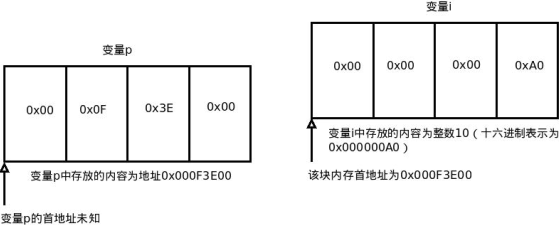 变量p
0x00
0x0F
0x3E
0x00
变量p中存放的内容为地址0x000F3E00
变量p的首地址未知
变量i
0x00
0x00
0x00
0xA0
变量i中存放的内容为整数10（十六进制表示为
0x000000A0）
该块内存首地址为0x000F3E00